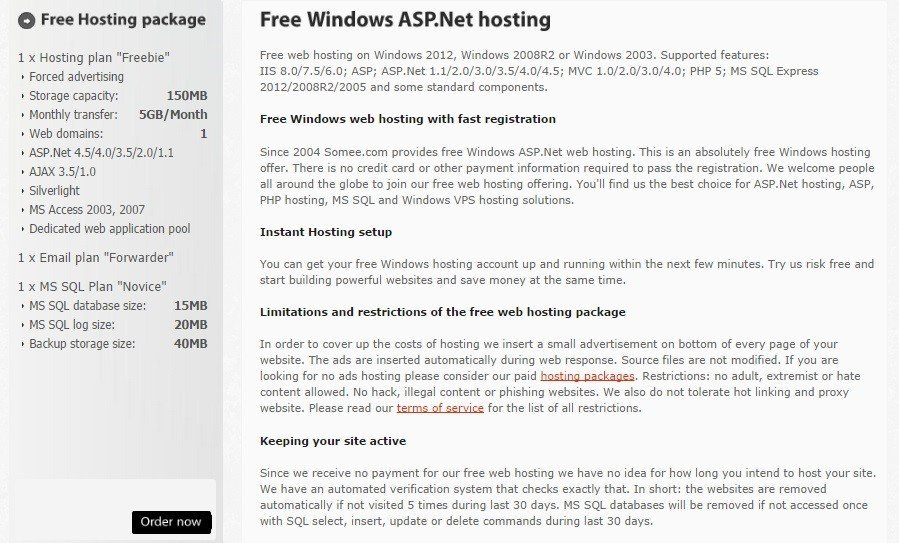 Free Hosting package
1 x Hosting plan "Freebie"
Forced advertising
Storage capacity: 150MB
Monthly transfer: 5GB/Month
Web domains: 1
ASP.Net 4.5/4.0/3.5/2.0/1.1
AJAX 3.5/1.0
Silverlight
MS Access 2003, 2007
Dedicated web application pool
1 x Email plan "Forwarder"
1 x MS SQL Plan "Novice"
MS SQL database size: 15MB
MS SQL log size: 20MB
Backup storage size: 40MB
Order now
Free Windows ASP.Net hosting
Free web hosting on Windows 2012, Windows 2008R2 or Windows 2003. Supported features:
IIS 8.0/7.5/6.0; ASP; ASP.Net 1.1/2.0/3.0/3.5/4.0/4.5; MVC 1.0/2.0/3.0/4.0; PHP 5; MS SQL Express
2012/2008R2/2005 and some standard components.
Free Windows web hosting with fast registration
Since 2004 Somee.com provides free Windows ASP.Net web hosting. This is an absolutely free Windows hosting
offer. There is no credit card or other payment information required to pass the registration. We welcome people
all around the globe to join our free web hosting offering. You'll find us the best choice for ASP.Net hosting, ASP,
PHP hosting, MS SQL and Windows VPS hosting solutions.
Instant Hosting setup
You can get your free Windows hosting account up and running within the next few minutes. Try us risk free and
start building powerful websites and save money at the same time.
Limitations and restrictions of the free web hosting package
In order to cover up the costs of hosting we insert a small advertisement on bottom of every page of your
website. The ads are inserted automatically during web response. Source files are not modified. If you are
looking for no ads hosting please consider our paid hosting packages. Restrictions: no adult, extremist or hate
content allowed. No hack, illegal content or phishing websites. We also do not tolerate hot linking and proxy
website. Please read our terms of service for the list of all restrictions.
Keeping your site active
Since we receive no payment for our free web hosting we have no idea for how long you intend to host your site.
We have an automated verification system that checks exactly that. In short: the websites are removed
automatically if not visited 5 times during last 30 days. MS SQL databases will be removed if not accessed once
with SQL select, insert, update or delete commands during last 30 days.